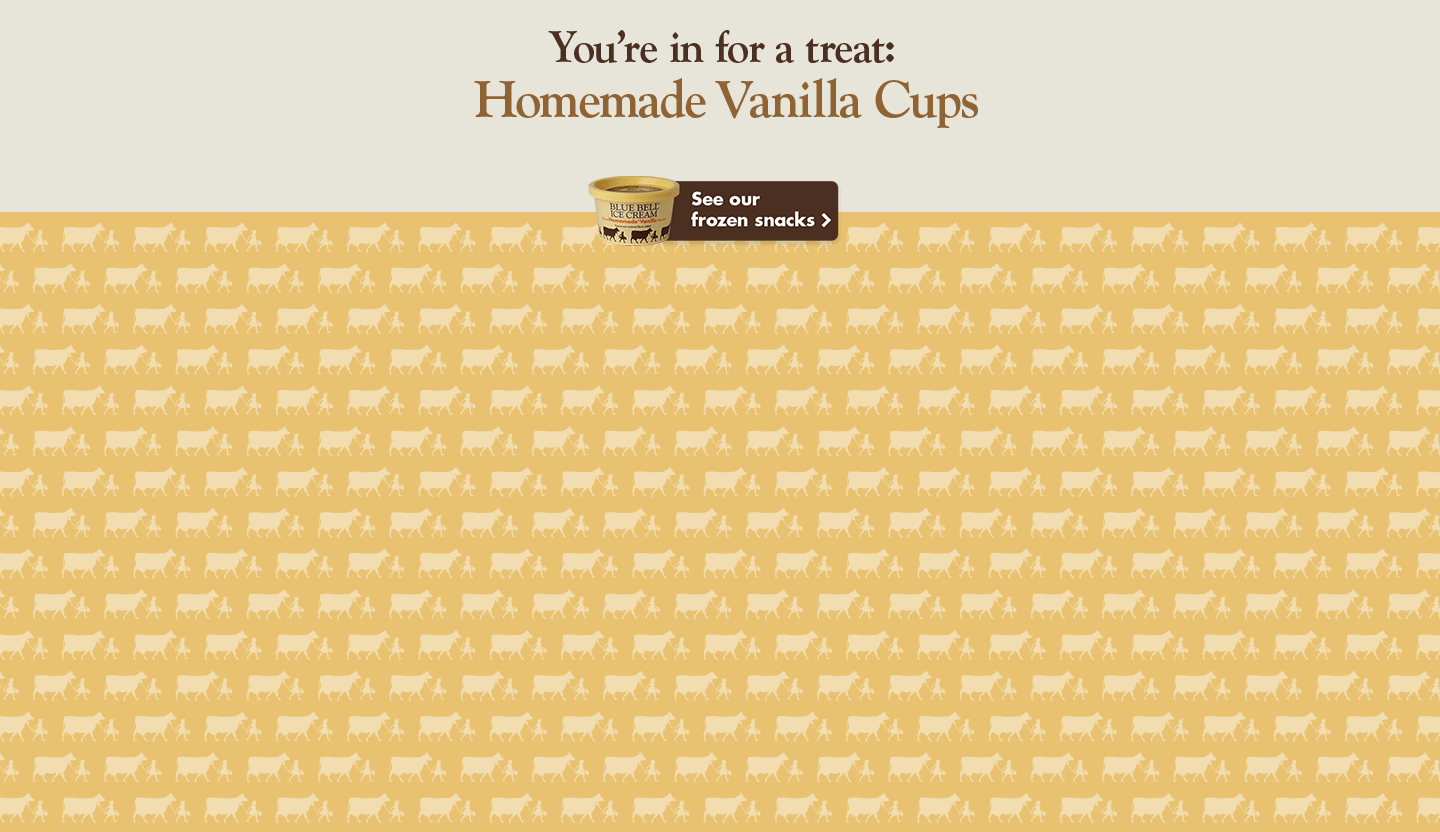 You’re in for a treat:
Homemade Vanilla Cups
BLUE BELL
ICE CREAM
Homemade Vanilla
See our
frozen snacks